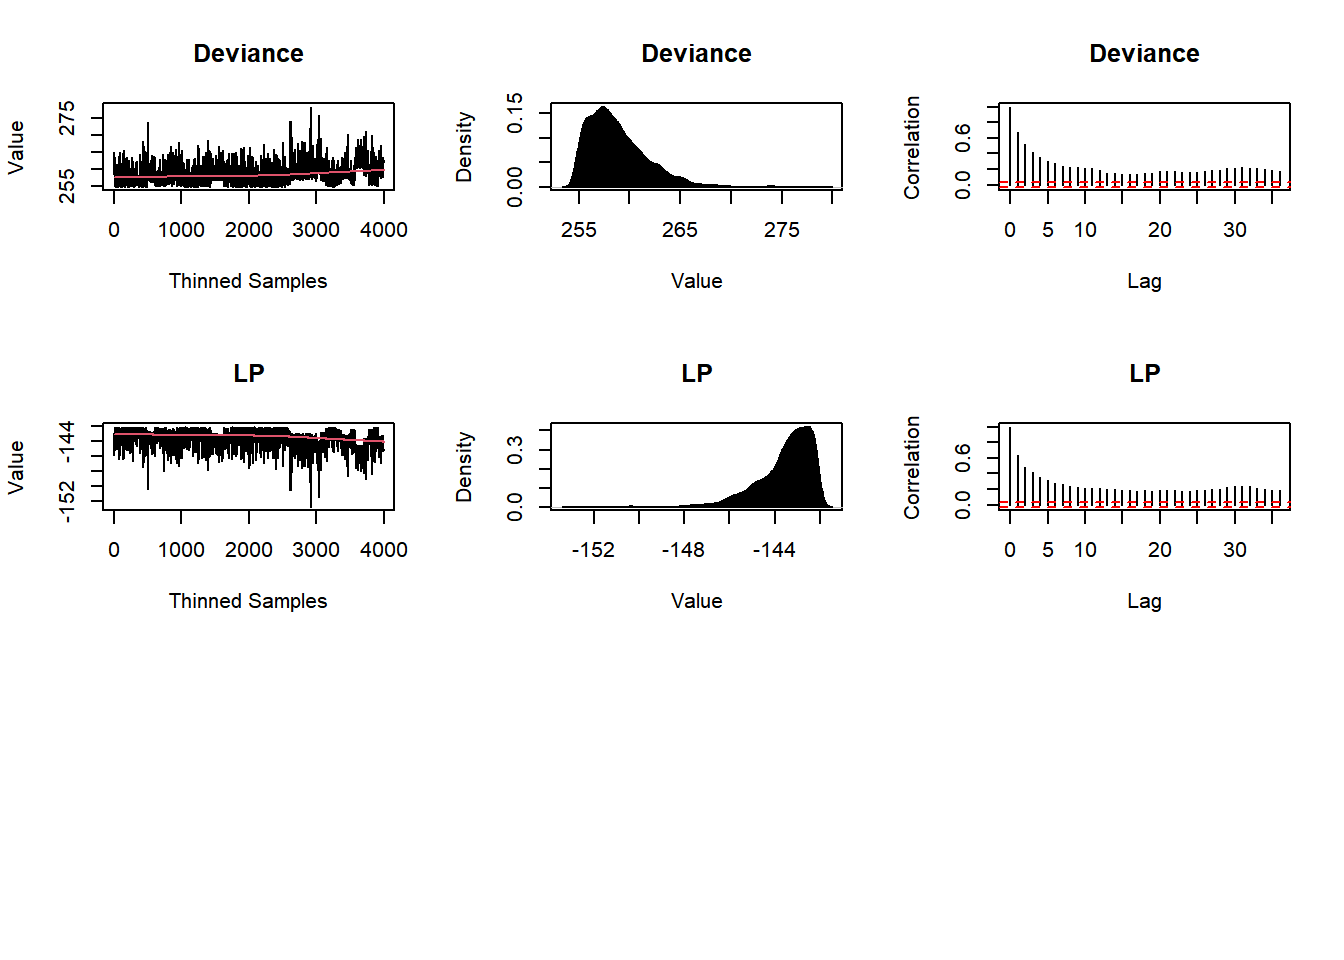 Deviance
Value
255 275
0 1000 2000 3000 4000
Thinned Samples
Deviance
Density
0.00 0.15
255 265 275
Value
Deviance
Correlation
0.0 0.6
0 5 10 20 30
Lag
LP
Value
-152 -144
0 1000 2000 3000 4000
Thinned Samples
LP
Density
0.0 0.3
-152 -148 -144
Value
LP
Correlation
0.0 0.6
0 5 10 20 30
Lag